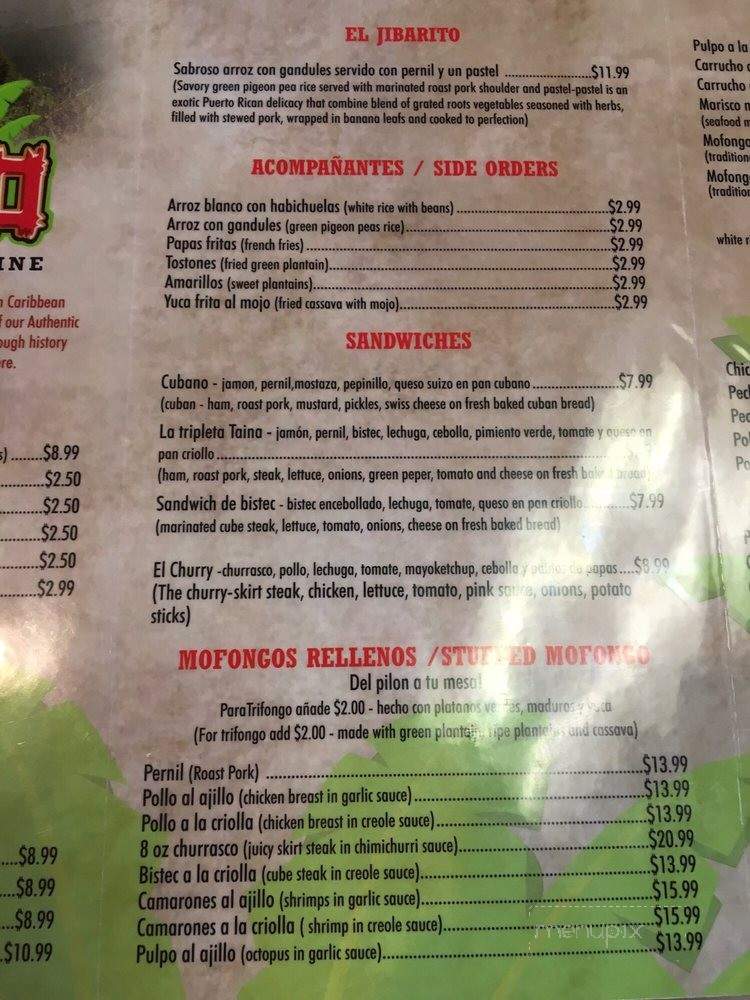 INE
n Caribbean
f our Authentic
ough history
re.
s) ........$8.99
$2.50
$2.50
$2.50
$2.50
$2.99
$8.99
$8.99
$8.99
$10.99
EL JIBARITO
Sabroso arroz con gandules servido con pernil y un pastel ........$11.99
(Savory green pigeon pea rice served with marinated roast pork shoulder and pastel-pastel is an
exotic Puerto Rican delicacy that combine blend of grated roots vegetables seasoned with herbs,
filled with stewed pork, wrapped in banana leafs and cooked to perfection)
ACOMPAÑANTES / SIDE ORDERS
Arroz blanco con habichuelas (white rice with beans) ........$2.99
Arroz con gandules (green pigeon peas rice)........$2.99
Papas fritas (french fries) ........$2.99
Tostones (fried green plantain)........$2.99
Amarillos (sweet plantains)........$2.99
Yuca frita al mojo (fried cassava with mojo)........$2.99
SANDWICHES
Cubano - jamon, pernil,mostaza, pepinillo, queso suizo en pan cubano ........$7.99
(cuban - ham, roast pork, mustard, pickles, swiss cheese on fresh baked cuban bread)
La tripleta Taina - jamón, pernil, bistec, lechuga, cebolla, pimiento verde, tomate y queso en
pan criollo ........
(ham, roast pork, steak, lettuce, onions, green peper, tomato and cheese on fresh baked bread)
Sandwich de bistec - bistec encebollado, lechuga, tomate, queso en pan criollo........$7.99
(marinated cube steak, lettuce, tomato, onions, cheese on fresh baked bread)
El Churry -churrasco, pollo, lechuga, tomate, mayoketchup, cebolla y de papas....$8.99
(The churry-skirt steak, chicken, lettuce, tomato, pink sauce, onions, potato
sticks)
MOFONGOS RELLENOS /STUFFED MOFONGO
Del pilon a tu mesa!
ParaTrifongo añade $2.00 - hecho con platanos verdes, maduros y yuca
(For trifongo add $2.00 - made with green plantain, ripe plantains and cassava)
Pernil (Roast Pork) ........$13.99
Pollo al ajillo (chicken breast in garlic sauce)........$13.99
Pollo a la criolla (chicken breast in creole sauce)........$13.99
8 oz churrasco (juicy skirt steak in chimichurri sauce)........$20.99
Bistec a la criolla (cube steak in creole sauce)........$13.99
Camarones al ajillo (shrimps in garlic sauce)........$15.99
Camarones a la criolla ( shrimp in creole sauce)........$15.99
Pulpo al ajillo (octopus in garlic sauce)........$13.99
menupix
Pulpo a la
Carrucho
Carrucho
Marisco
(seafood
Mofongo
(tradition
Mofong
(tradition
white r
Chic
Pec
Pec
Pol